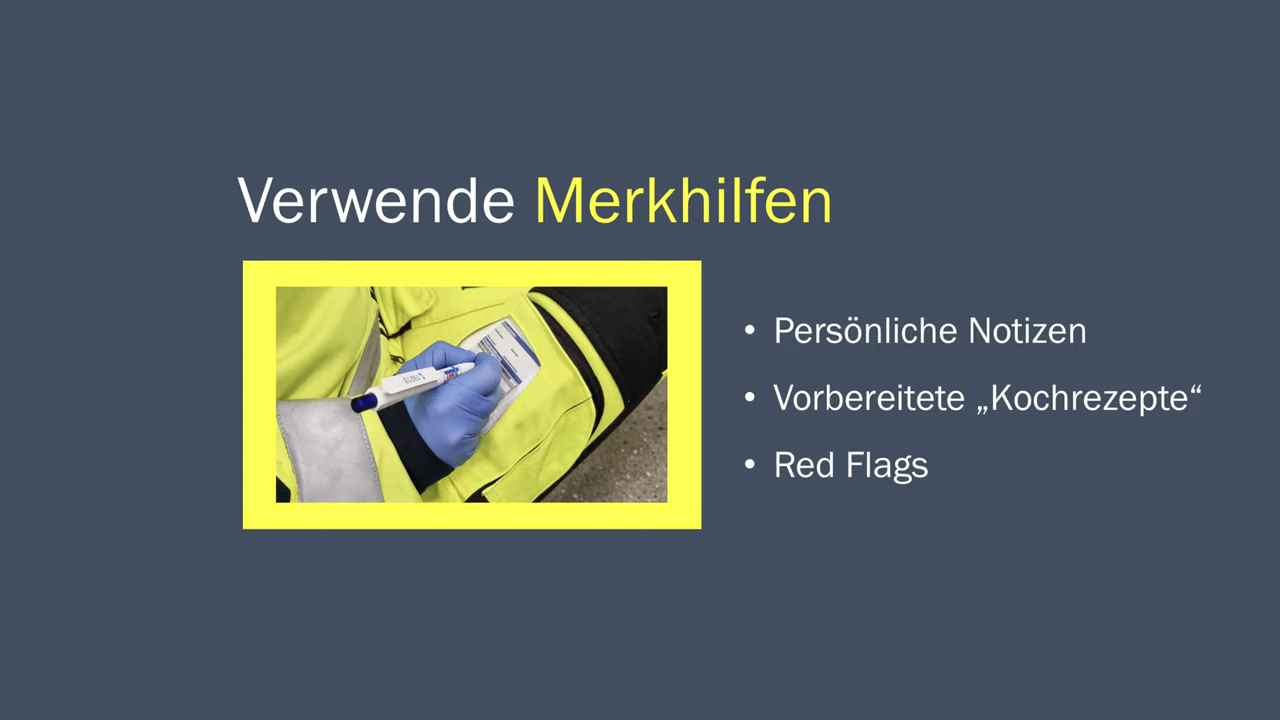 Verwende Merkhilfen
• Persönliche Notizen
• Vorbereitete „Kochrezepte“
• Red Flags